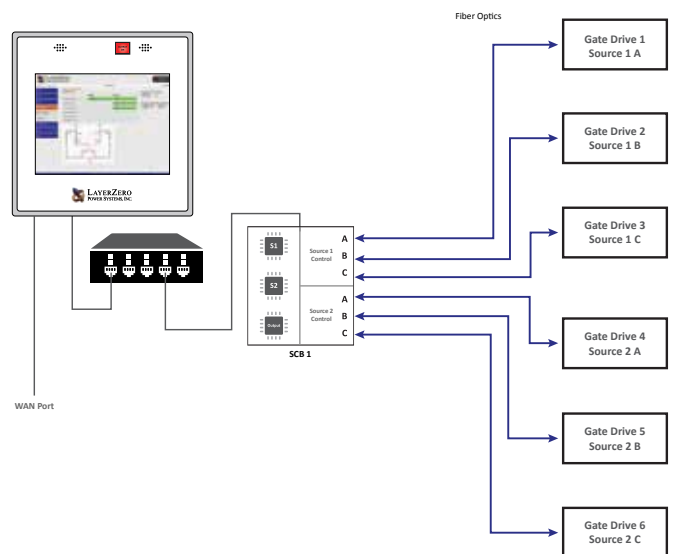 Fiber Optics
Gate Drive 1
Source 1 A
Gate Drive 2
Source 1 B
Gate Drive 3
Source 1 C
Gate Drive 4
Source 2 A
Gate Drive 5
Source 2 B
Gate Drive 6
Source 2 C
LAYERZERO
POWER SYSTEMS, INC.
S1
S2
Output
Source 1
Control
A
B
C
Source 2
Control
A
B
C
SCB 1
WAN Port